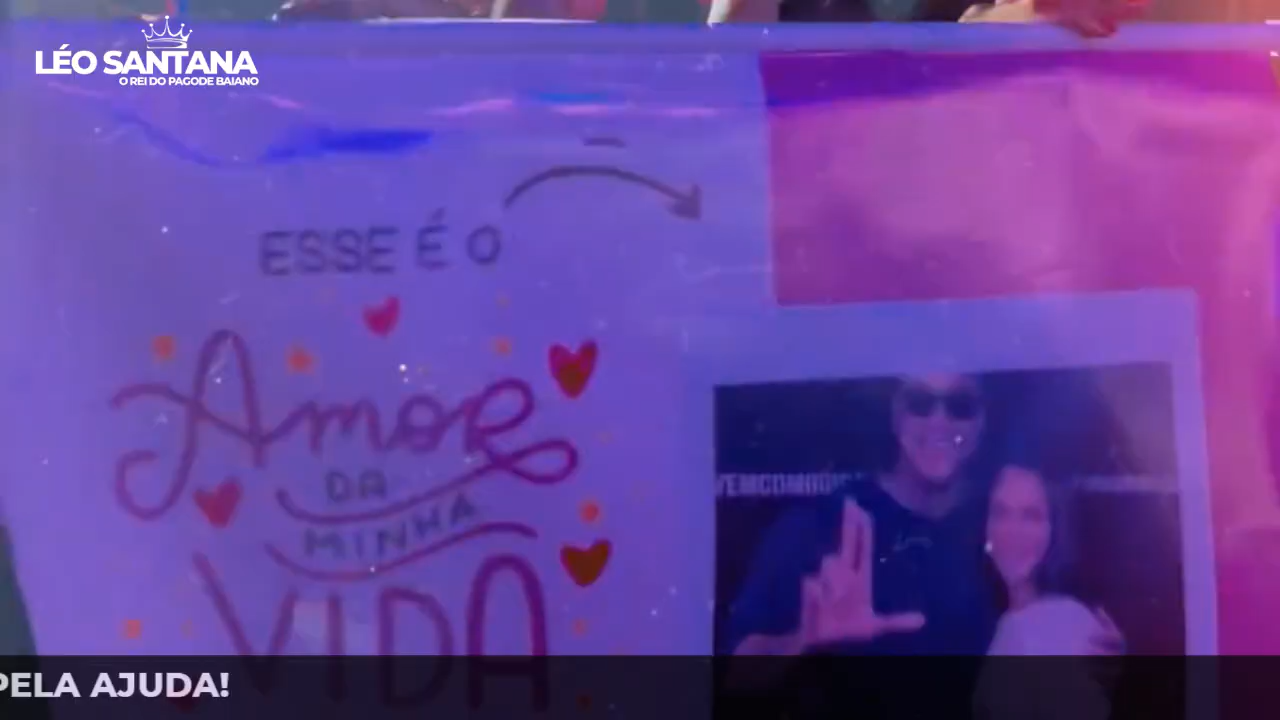 LÉO SANTANA
O REI DO PAGODE BAIANO
ESSE É O
Amor
DA
MINHA
VIDA
PELA AJUDA!